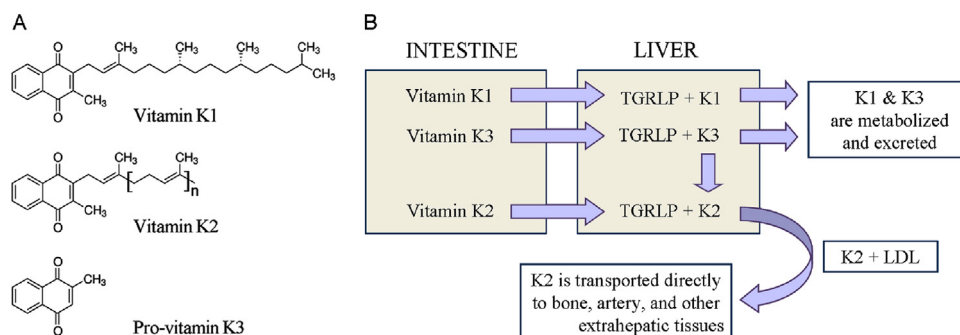 A
O
CH₃
CH₃
CH₃
CH₃
CH₃
CH₃
O
Vitamin K1
O
CH₃
CH₃
n
CH₃
O
Vitamin K2
O
CH₃
O
Pro-vitamin K3
B
INTESTINE
LIVER
Vitamin K1
TGRLP + K1
Vitamin K3
TGRLP + K3
Vitamin K2
TGRLP + K2
K1 & K3
are metabolized
and excreted
K2 + LDL
K2 is transported directly
to bone, artery, and other
extrahepatic tissues